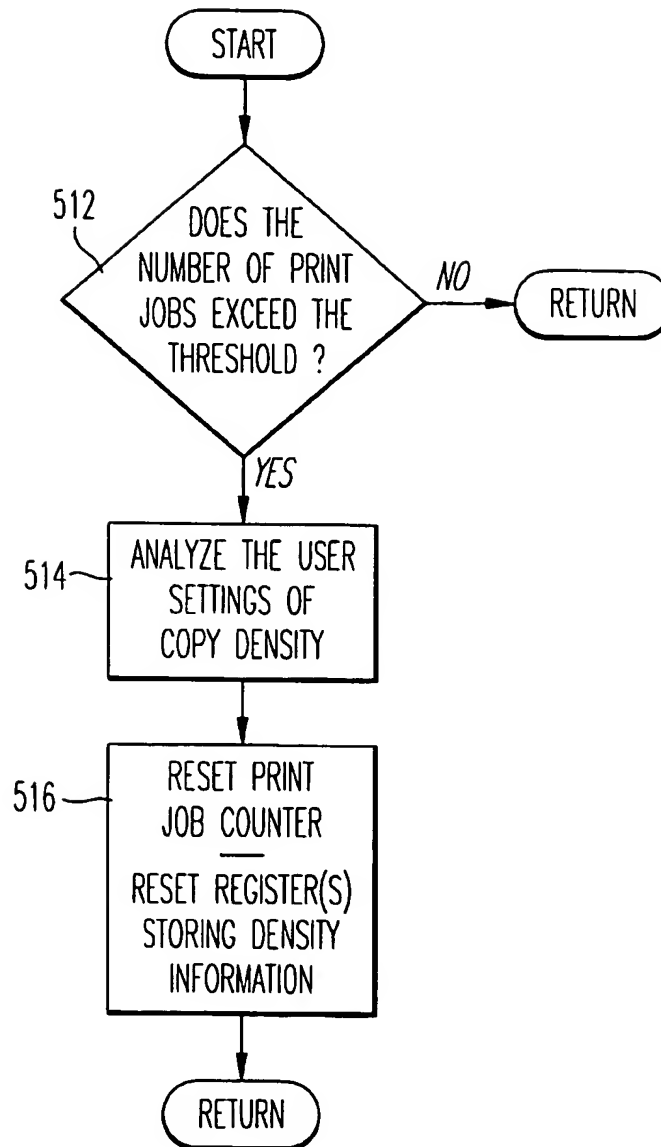 START
512
DOES THE
NUMBER OF PRINT
JOBS EXCEED THE
THRESHOLD ?
NO
RETURN
YES
514
ANALYZE THE USER
SETTINGS OF
COPY DENSITY
516
RESET PRINT
JOB COUNTER
RESET REGISTER(S)
STORING DENSITY
INFORMATION
RETURN